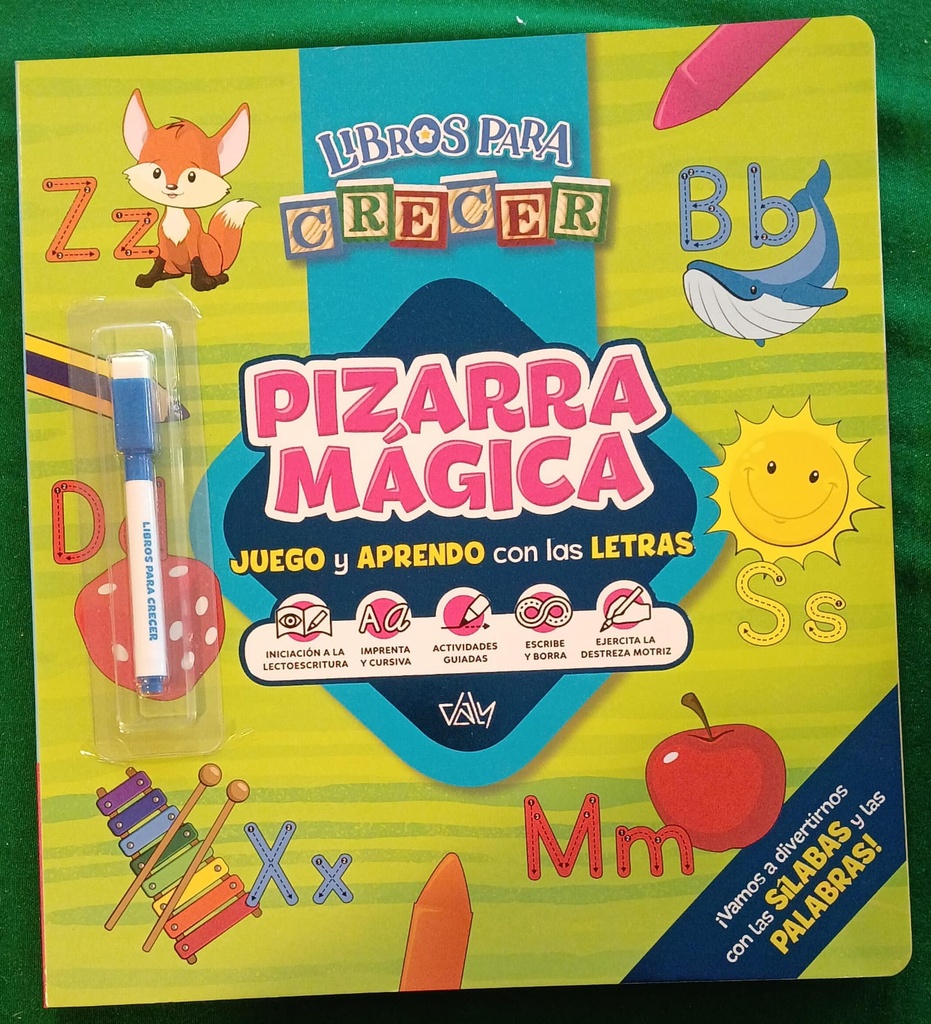 LIBROS PARA
CRECER
Zz
Bb
PIZARRA
MÁGICA
JUEGO y APRENDO con las LETRAS
D
LIBROS PARA CRECER
Ss
Aa
INICIACIÓN A LA
LECTOESCRITURA
IMPRENTA
Y CURSIVA
ACTIVIDADES
GUIADAS
ESCRIBE
Y BORRA
EJERCITA LA
DESTREZA MOTRIZ
daly
Xx
Mm
¡Vamos a divertirnos
con las SÍLABAS y las
PALABRAS!